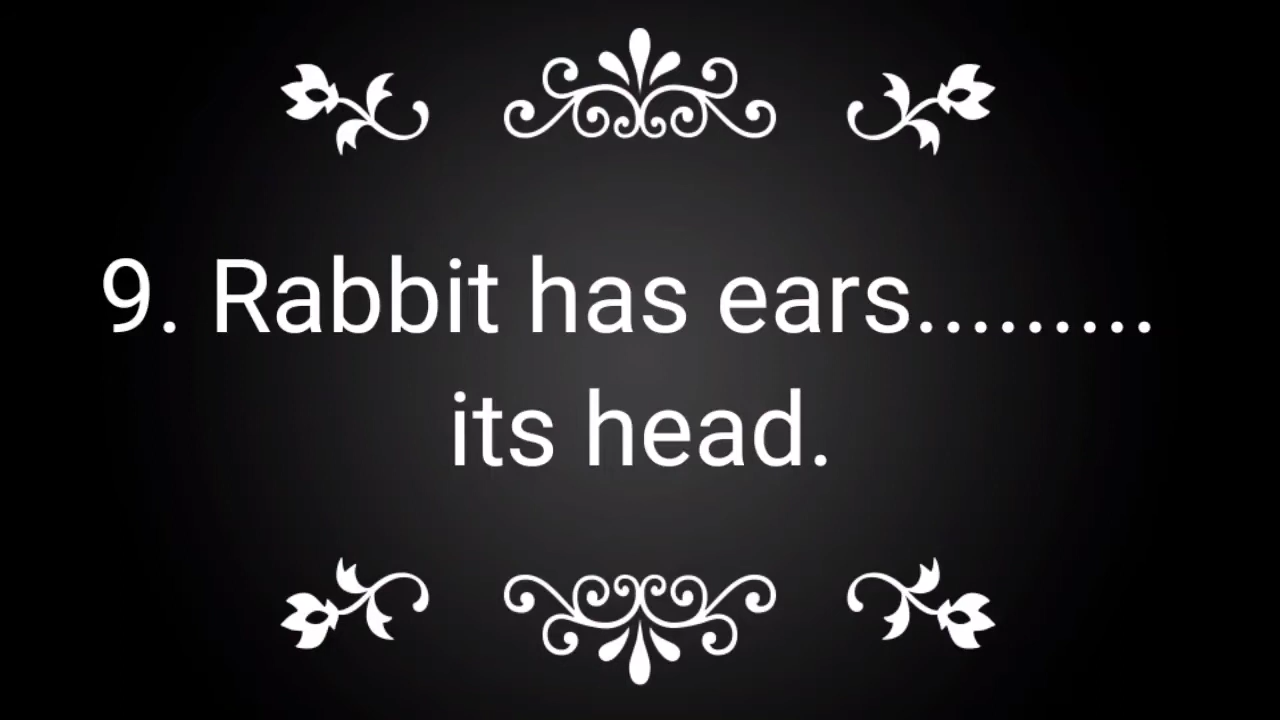 9. Rabbit has ears.........
its head.